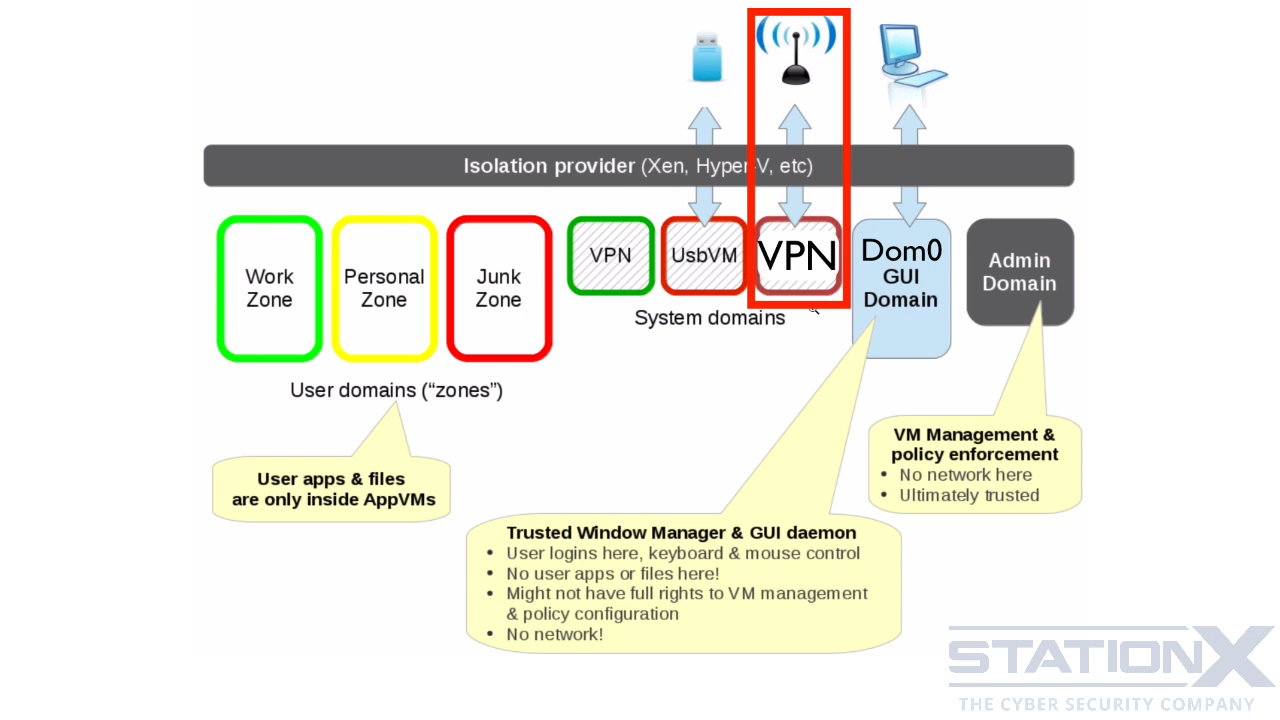 Isolation provider (Xen, Hyper-V, etc)
Work
Zone
Personal
Zone
Junk
Zone
VPN
UsbVM
VPN
Dom0
GUI
Domain
Admin
Domain
System domains
User domains (“zones”)
User apps & files
are only inside AppVMs
VM Management &
policy enforcement
• No network here
• Ultimately trusted
Trusted Window Manager & GUI daemon
• User logins here, keyboard & mouse control
• No user apps or files here!
• Might not have full rights to VM management
& policy configuration
• No network!
STATIONX
THE CYBER SECURITY COMPANY